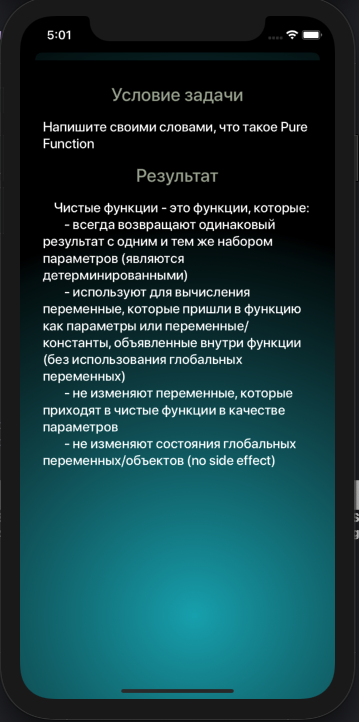 5:01
Условие задачи
Напишите своими словами, что такое Pure
Function
Результат
Чистые функции - это функции, которые:
- всегда возвращают одинаковый
результат с одним и тем же набором
параметров (являются
детерминированными)
- используют для вычисления
переменные, которые пришли в функцию
как параметры или переменные/
константы, объявленные внутри функции
(без использования глобальных
переменных)
- не изменяют переменные, которые
приходят в чистые функции в качестве
параметров
- не изменяют состояния глобальных
переменных/объектов (no side effect)